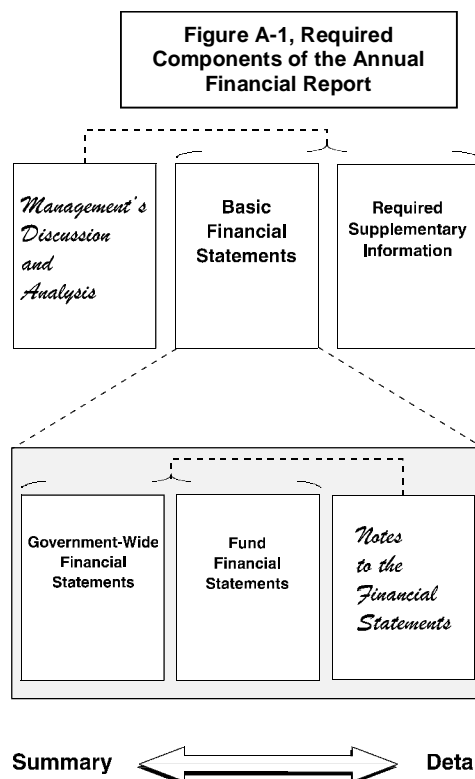 Figure A-1, Required
Components of the Annual
Financial Report
Management's
Discussion
and
Analysis
Basic
Financial
Statements
Required
Supplementary
Information
Government-Wide
Financial
Statements
Fund
Financial
Statements
Notes
to the
Financial
Statements
Summary
Deta